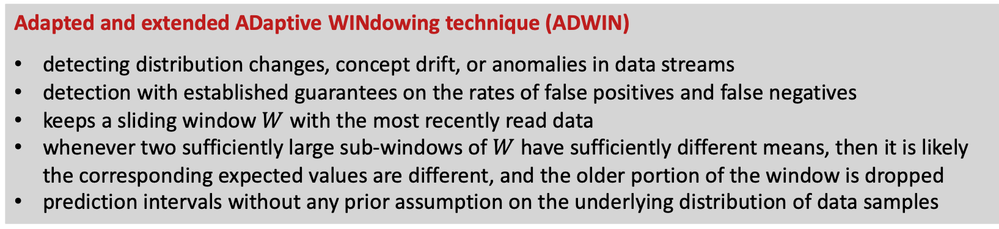 Adapted and extended ADaptive WINdowing technique (ADWIN)
• detecting distribution changes, concept drift, or anomalies in data streams
• detection with established guarantees on the rates of false positives and false negatives
• keeps a sliding window W with the most recently read data
• whenever two sufficiently large sub-windows of W have sufficiently different means, then it is likely
the corresponding expected values are different, and the older portion of the window is dropped
• prediction intervals without any prior assumption on the underlying distribution of data samples